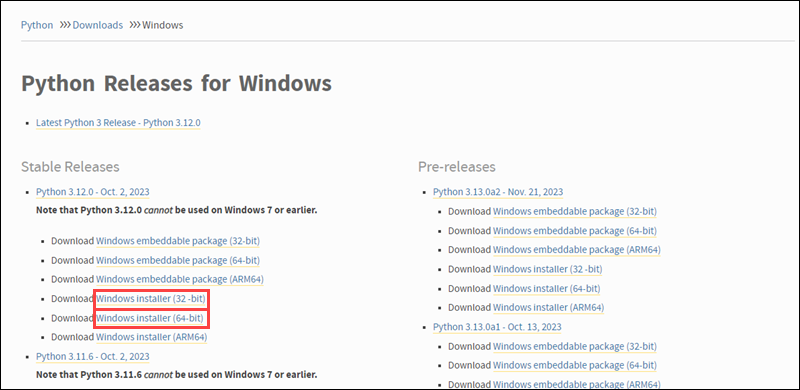 Python >>> Downloads >>> Windows
Python Releases for Windows
Latest Python 3 Release - Python 3.12.0
Stable Releases
Python 3.12.0 - Oct. 2, 2023
Note that Python 3.12.0 cannot be used on Windows 7 or earlier.
Download Windows embeddable package (32-bit)
Download Windows embeddable package (64-bit)
Download Windows embeddable package (ARM64)
Download Windows installer (32 -bit)
Download Windows installer (64-bit)
Download Windows installer (ARM64)
Python 3.11.6 - Oct. 2, 2023
Note that Python 3.11.6 cannot be used on Windows 7 or earlier.
Pre-releases
Python 3.13.0a2 - Nov. 21, 2023
Download Windows embeddable package (32-bit)
Download Windows embeddable package (64-bit)
Download Windows embeddable package (ARM64)
Download Windows installer (32 -bit)
Download Windows installer (64-bit)
Download Windows installer (ARM64)
Python 3.13.0a1 - Oct. 13, 2023
Download Windows embeddable package (32-bit)
Download Windows embeddable package (64-bit)
Download Windows embeddable package (ARM64)